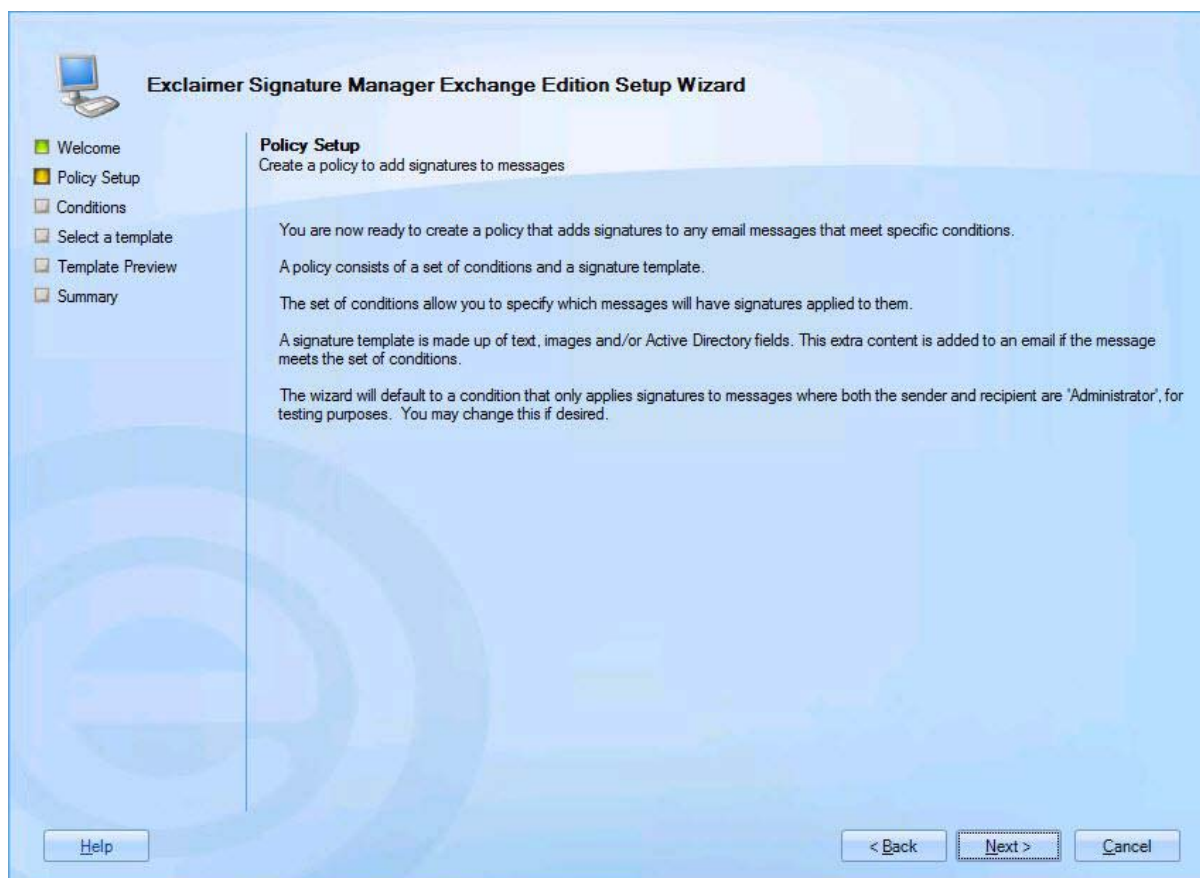 Exclaimer Signature Manager Exchange Edition Setup Wizard
Welcome
Policy Setup
Conditions
Select a template
Template Preview
Summary
Policy Setup
Create a policy to add signatures to messages
You are now ready to create a policy that adds signatures to any email messages that meet specific conditions.
A policy consists of a set of conditions and a signature template.
The set of conditions allow you to specify which messages will have signatures applied to them.
A signature template is made up of text, images and/or Active Directory fields. This extra content is added to an email if the message
meets the set of conditions.
The wizard will default to a condition that only applies signatures to messages where both the sender and recipient are 'Administrator', for
testing purposes.  You may change this if desired.
Help
< Back
Next >
Cancel